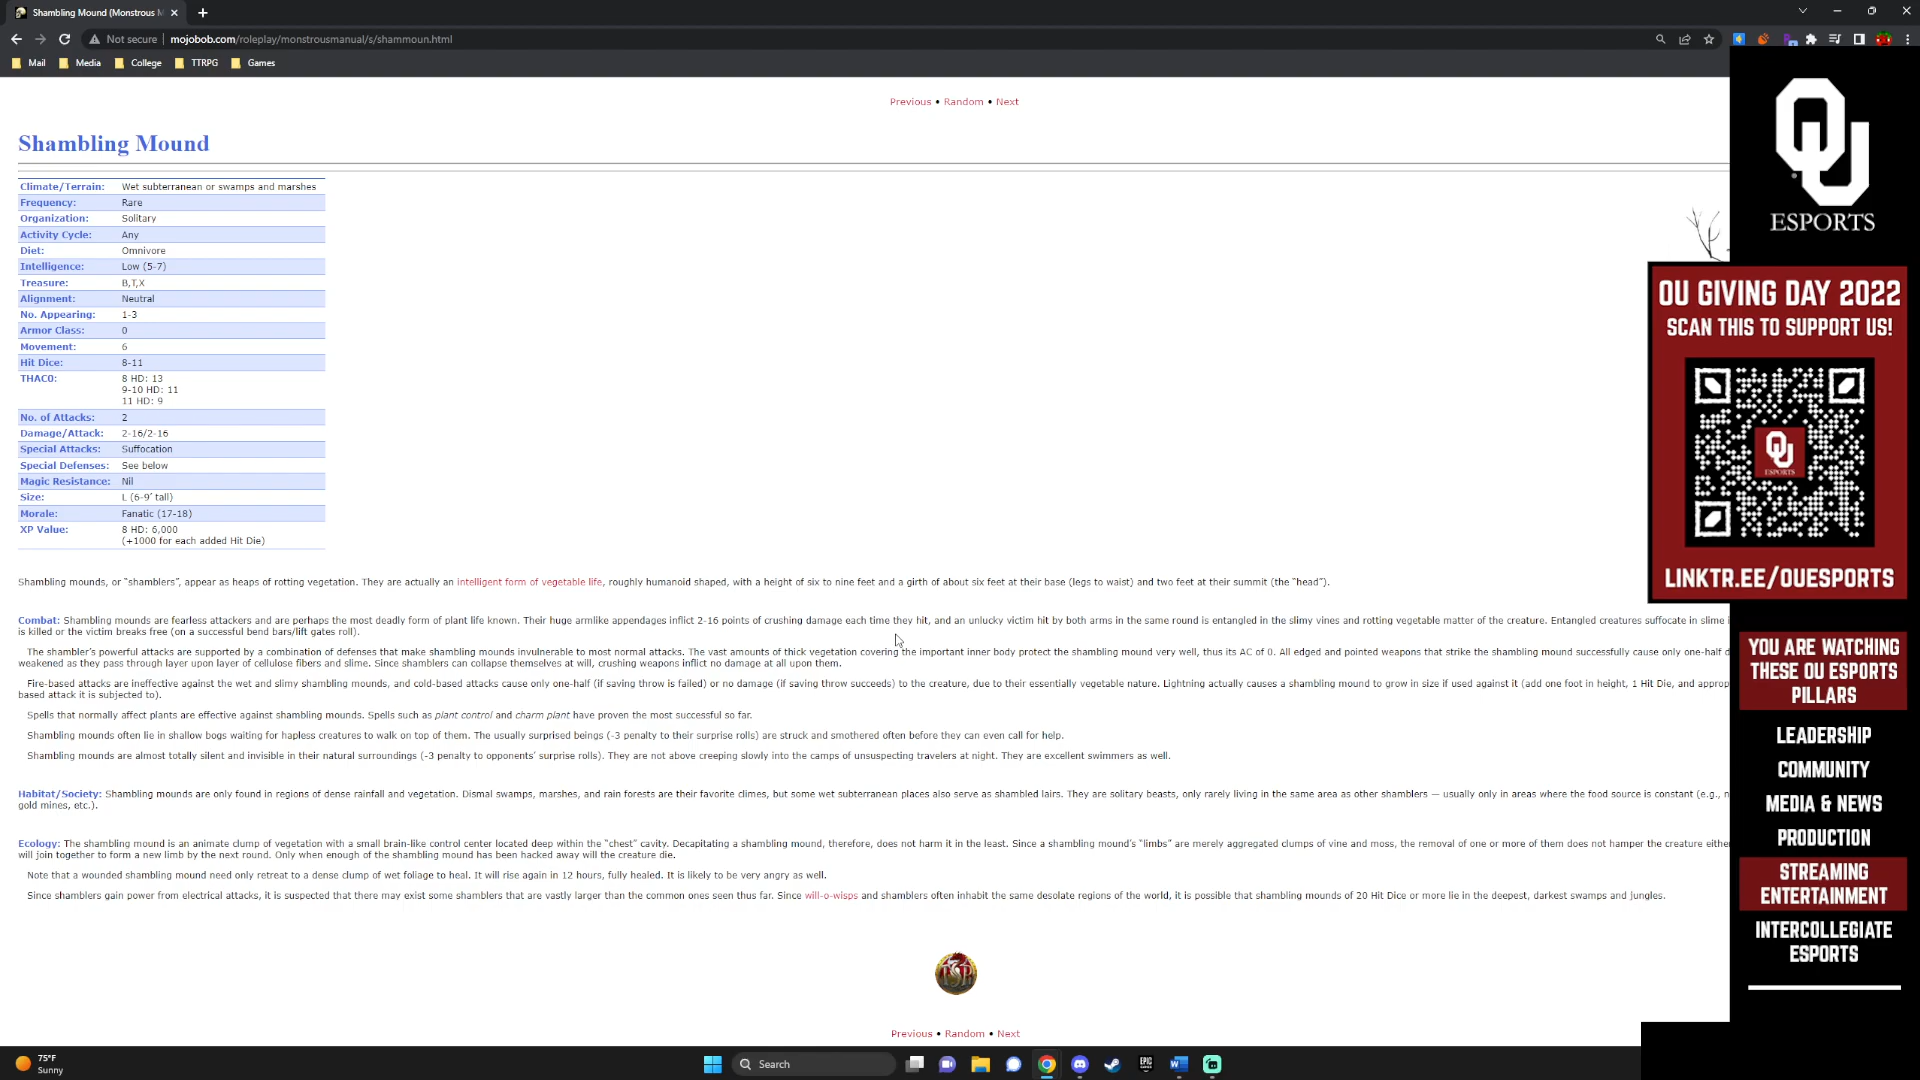 Shambling Mound (Monstrous M
Not secure
mojobob.com/roleplay/monstrousmanual/s/shammoun.html
Mail
Media
College
TTRPG
Games
Previous • Random • Next
Shambling Mound
Climate/Terrain: Wet subterranean or swamps and marshes
Frequency: Rare
Organization: Solitary
Activity Cycle: Any
Diet: Omnivore
Intelligence: Low (5-7)
Treasure: B,T,X
Alignment: Neutral
No. Appearing: 1-3
Armor Class: 0
Movement: 6
Hit Dice: 8-11
THAC0: 8 HD: 13
9-10 HD: 11
11 HD: 9
No. of Attacks: 2
Damage/Attack: 2-16/2-16
Special Attacks: Suffocation
Special Defenses: See below
Magic Resistance: Nil
Size: L (6-9′ tall)
Morale: Fanatic (17-18)
XP Value: 8 HD: 6,000
(+1000 for each added Hit Die)
Shambling mounds, or “shamblers”, appear as heaps of rotting vegetation. They are actually an intelligent form of vegetable life, roughly humanoid shaped, with a height of six to nine feet and a girth of about six feet at their base (legs to waist) and two feet at their summit (the “head”).
Combat: Shambling mounds are fearless attackers and are perhaps the most deadly form of plant life known. Their huge armlike appendages inflict 2-16 points of crushing damage each time they hit, and an unlucky victim hit by both arms in the same round is entangled in the slimy vines and rotting vegetable matter of the creature. Entangled creatures suffocate in slime i
is killed or the victim breaks free (on a successful bend bars/lift gates roll).
The shambler’s powerful attacks are supported by a combination of defenses that make shambling mounds invulnerable to most normal attacks. The vast amounts of thick vegetation covering the important inner body protect the shambling mound very well, thus its AC of 0. All edged and pointed weapons that strike the shambling mound successfully cause only one-half d
weakened as they pass through layer upon layer of cellulose fibers and slime. Since shamblers can collapse themselves at will, crushing weapons inflict no damage at all upon them.
Fire-based attacks are ineffective against the wet and slimy shambling mounds, and cold-based attacks cause only one-half (if saving throw is failed) or no damage (if saving throw succeeds) to the creature, due to their essentially vegetable nature. Lightning actually causes a shambling mound to grow in size if used against it (add one foot in height, 1 Hit Die, and approp
based attack it is subjected to).
Spells that normally affect plants are effective against shambling mounds. Spells such as plant control and charm plant have proven the most successful so far.
Shambling mounds often lie in shallow bogs waiting for hapless creatures to walk on top of them. The usually surprised beings (-3 penalty to their surprise rolls) are struck and smothered often before they can even call for help.
Shambling mounds are almost totally silent and invisible in their natural surroundings (-3 penalty to opponents’ surprise rolls). They are not above creeping slowly into the camps of unsuspecting travelers at night. They are excellent swimmers as well.
Habitat/Society: Shambling mounds are only found in regions of dense rainfall and vegetation. Dismal swamps, marshes, and rain forests are their favorite climes, but some wet subterranean places also serve as shambled lairs. They are solitary beasts, only rarely living in the same area as other shamblers — usually only in areas where the food source is constant (e.g., n
gold mines, etc.).
Ecology: The shambling mound is an animate clump of vegetation with a small brain-like control center located deep within the “chest” cavity. Decapitating a shambling mound, therefore, does not harm it in the least. Since a shambling mound’s “limbs” are merely aggregated clumps of vine and moss, the removal of one or more of them does not hamper the creature eithe
will join together to form a new limb by the next round. Only when enough of the shambling mound has been hacked away will the creature die.
Note that a wounded shambling mound need only retreat to a dense clump of wet foliage to heal. It will rise again in 12 hours, fully healed. It is likely to be very angry as well.
Since shamblers gain power from electrical attacks, it is suspected that there may exist some shamblers that are vastly larger than the common ones seen thus far. Since will-o-wisps and shamblers often inhabit the same desolate regions of the world, it is possible that shambling mounds of 20 Hit Dice or more lie in the deepest, darkest swamps and jungles.
TSR
Previous • Random • Next
OU
ESPORTS
OU GIVING DAY 2022
SCAN THIS TO SUPPORT US!
OU
ESPORTS
LINKTR.EE/OUESPORTS
YOU ARE WATCHING
THESE OU ESPORTS
PILLARS
LEADERSHIP
COMMUNITY
MEDIA & NEWS
PRODUCTION
STREAMING
ENTERTAINMENT
INTERCOLLEGIATE
ESPORTS
75°F
Sunny
Search
EPIC
W